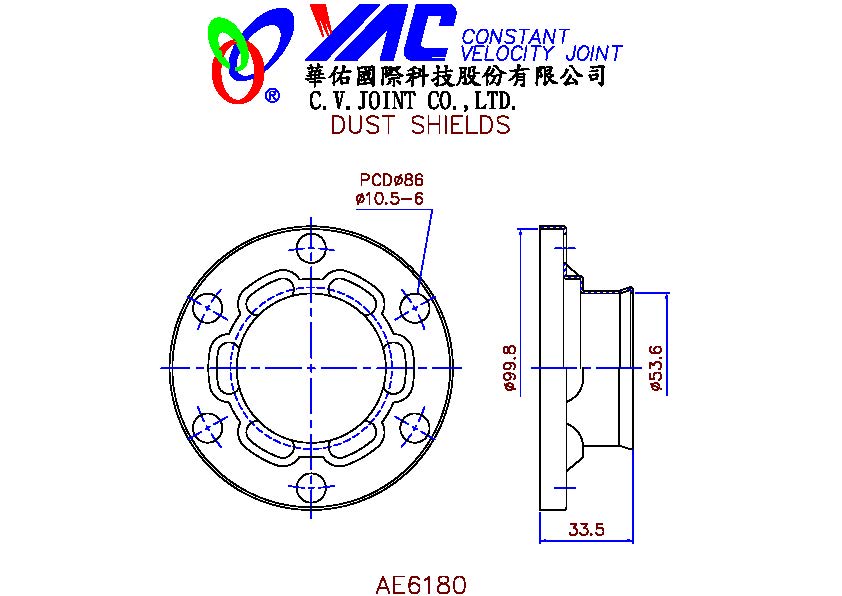 YAC CONSTANT
VELOCITY JOINT
®
華佑國際科技股份有限公司
C.V.JOINT CO.,LTD.
DUST SHIELDS
PCDø86
ø10.5-6
ø99.8
ø53.6
33.5
AE6180